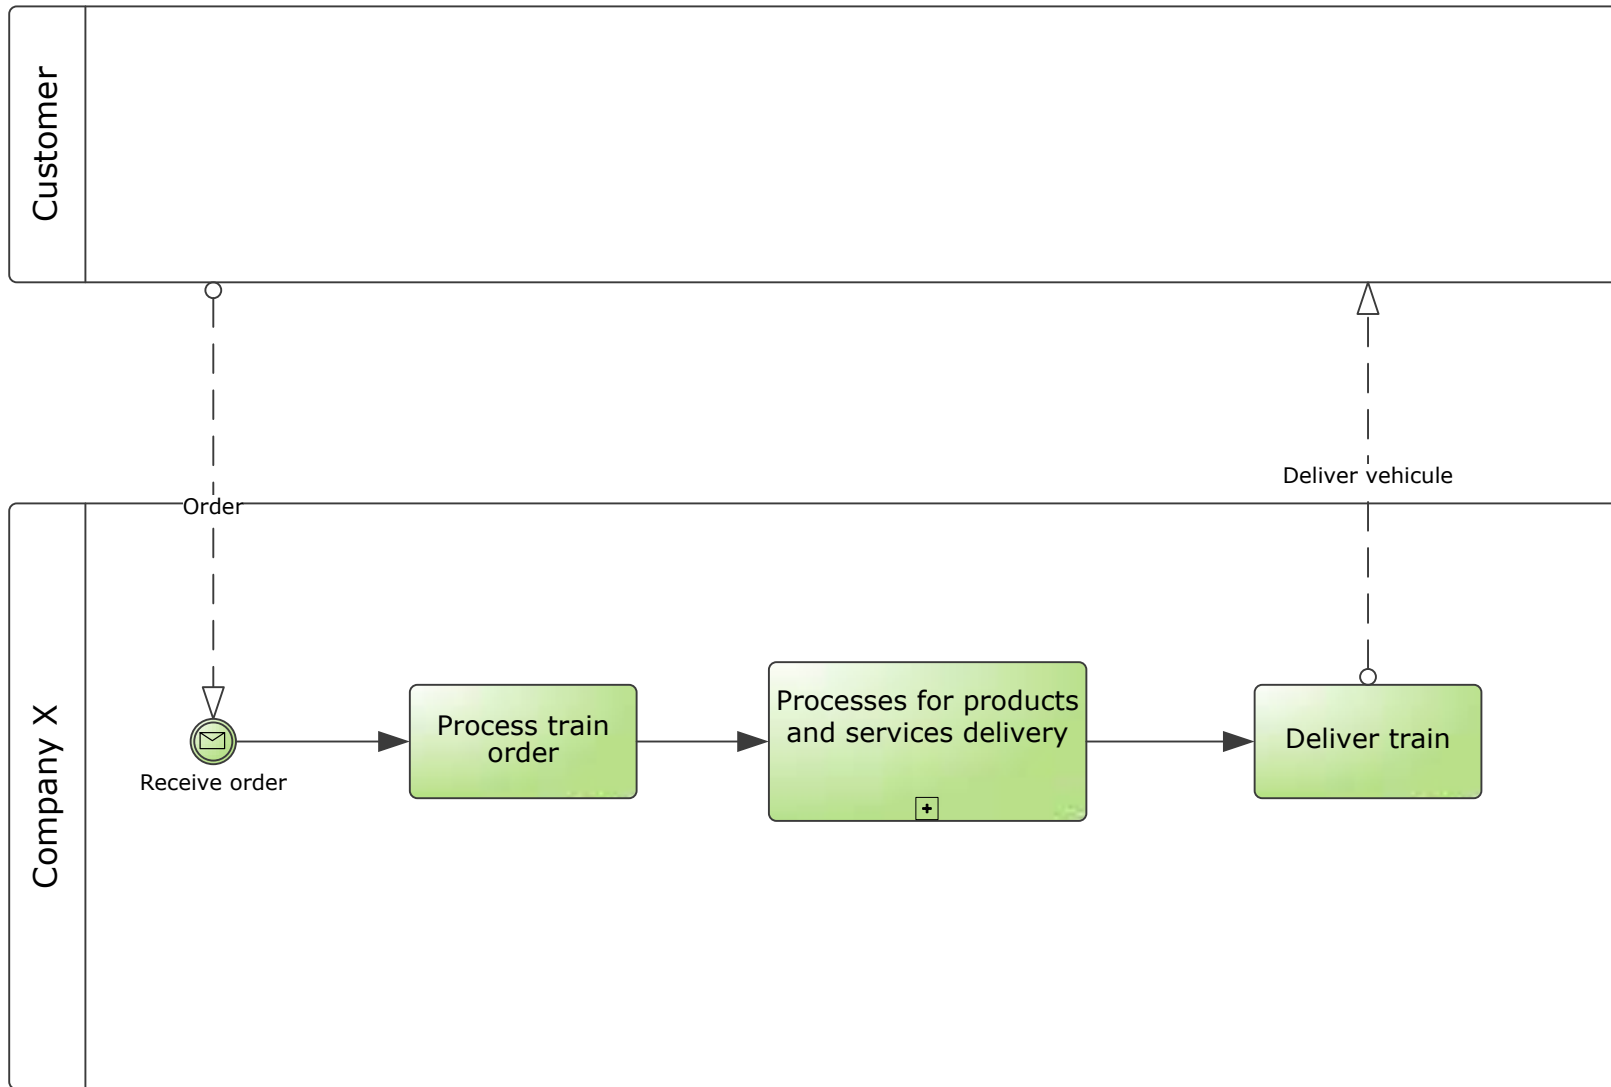 Customer
Order
Deliver vehicule
Company X
Receive order
Process train
order
Processes for products
and services delivery
Deliver train